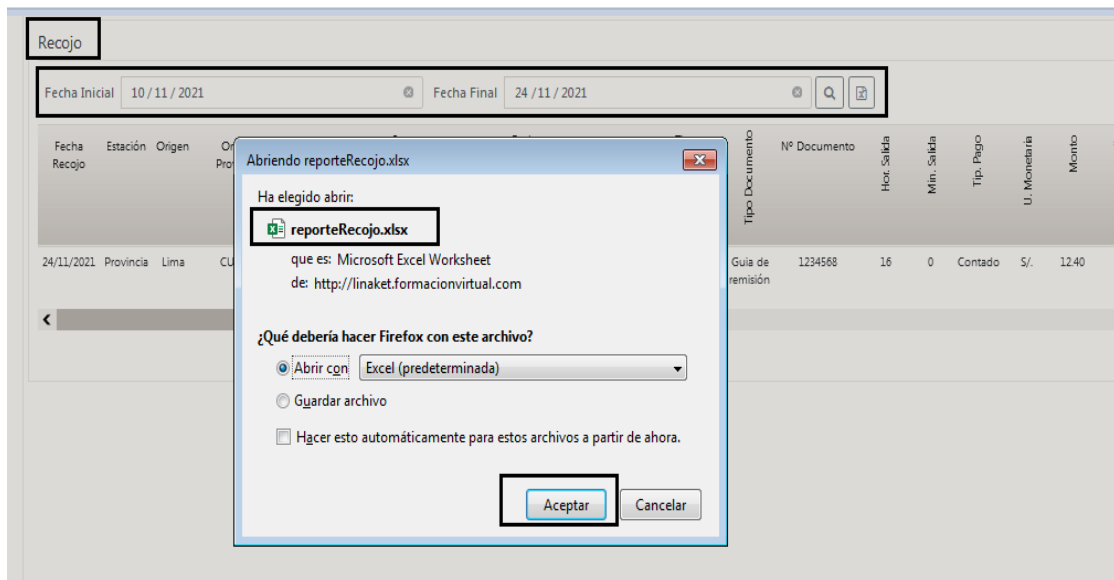 Recojo
Fecha Inicial 10 / 11 / 2021 Fecha Final 24 / 11 / 2021
Fecha Recojo Estación Origen Tipo Documento Nº Documento Hor. Salida Min. Salida Tip. Pago U. Monetaria Monto
24/11/2021 Provincia Lima CU Guia de remisión 1234568 16 0 Contado S/. 12.40
Abriendo reporteRecojo.xlsx
Ha elegido abrir:
reporteRecojo.xlsx
que es: Microsoft Excel Worksheet
de: http://linaket.formacionvirtual.com
¿Qué debería hacer Firefox con este archivo?
Abrir con Excel (predeterminada)
Guardar archivo
Hacer esto automáticamente para estos archivos a partir de ahora.
Aceptar Cancelar